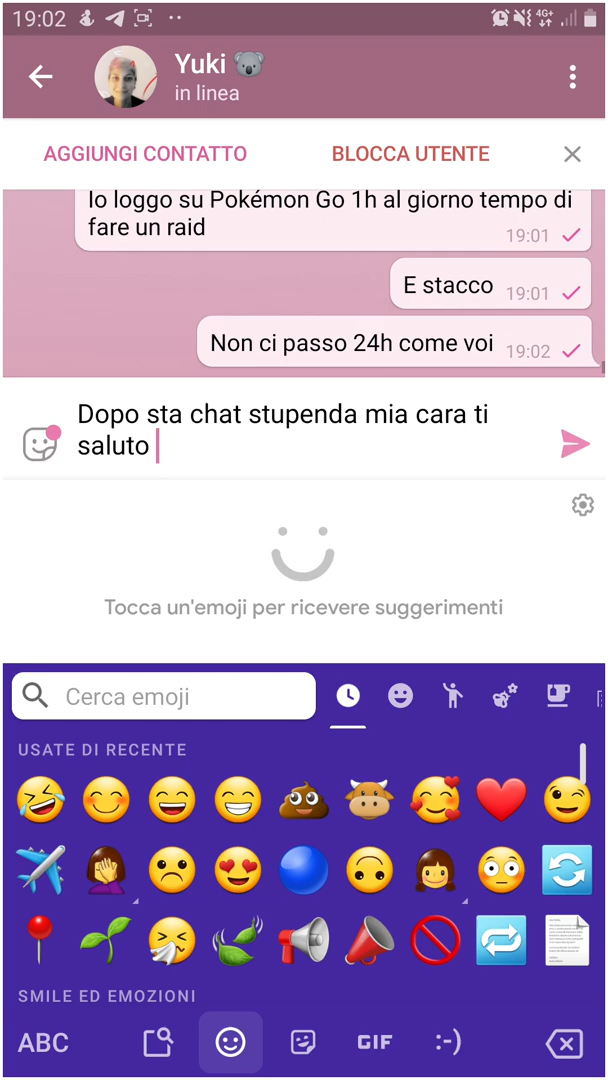 19:02
4G+
Yuki 🐨
in linea
AGGIUNGI CONTATTO
BLOCCA UTENTE
Io loggo su Pokémon Go 1h al giorno tempo di
fare un raid
19:01
E stacco
19:01
Non ci passo 24h come voi
19:02
Dopo sta chat stupenda mia cara ti
saluto
Tocca un'emoji per ricevere suggerimenti
Cerca emoji
USATE DI RECENTE
SMILE ED EMOZIONI
ABC
GIF
:-)